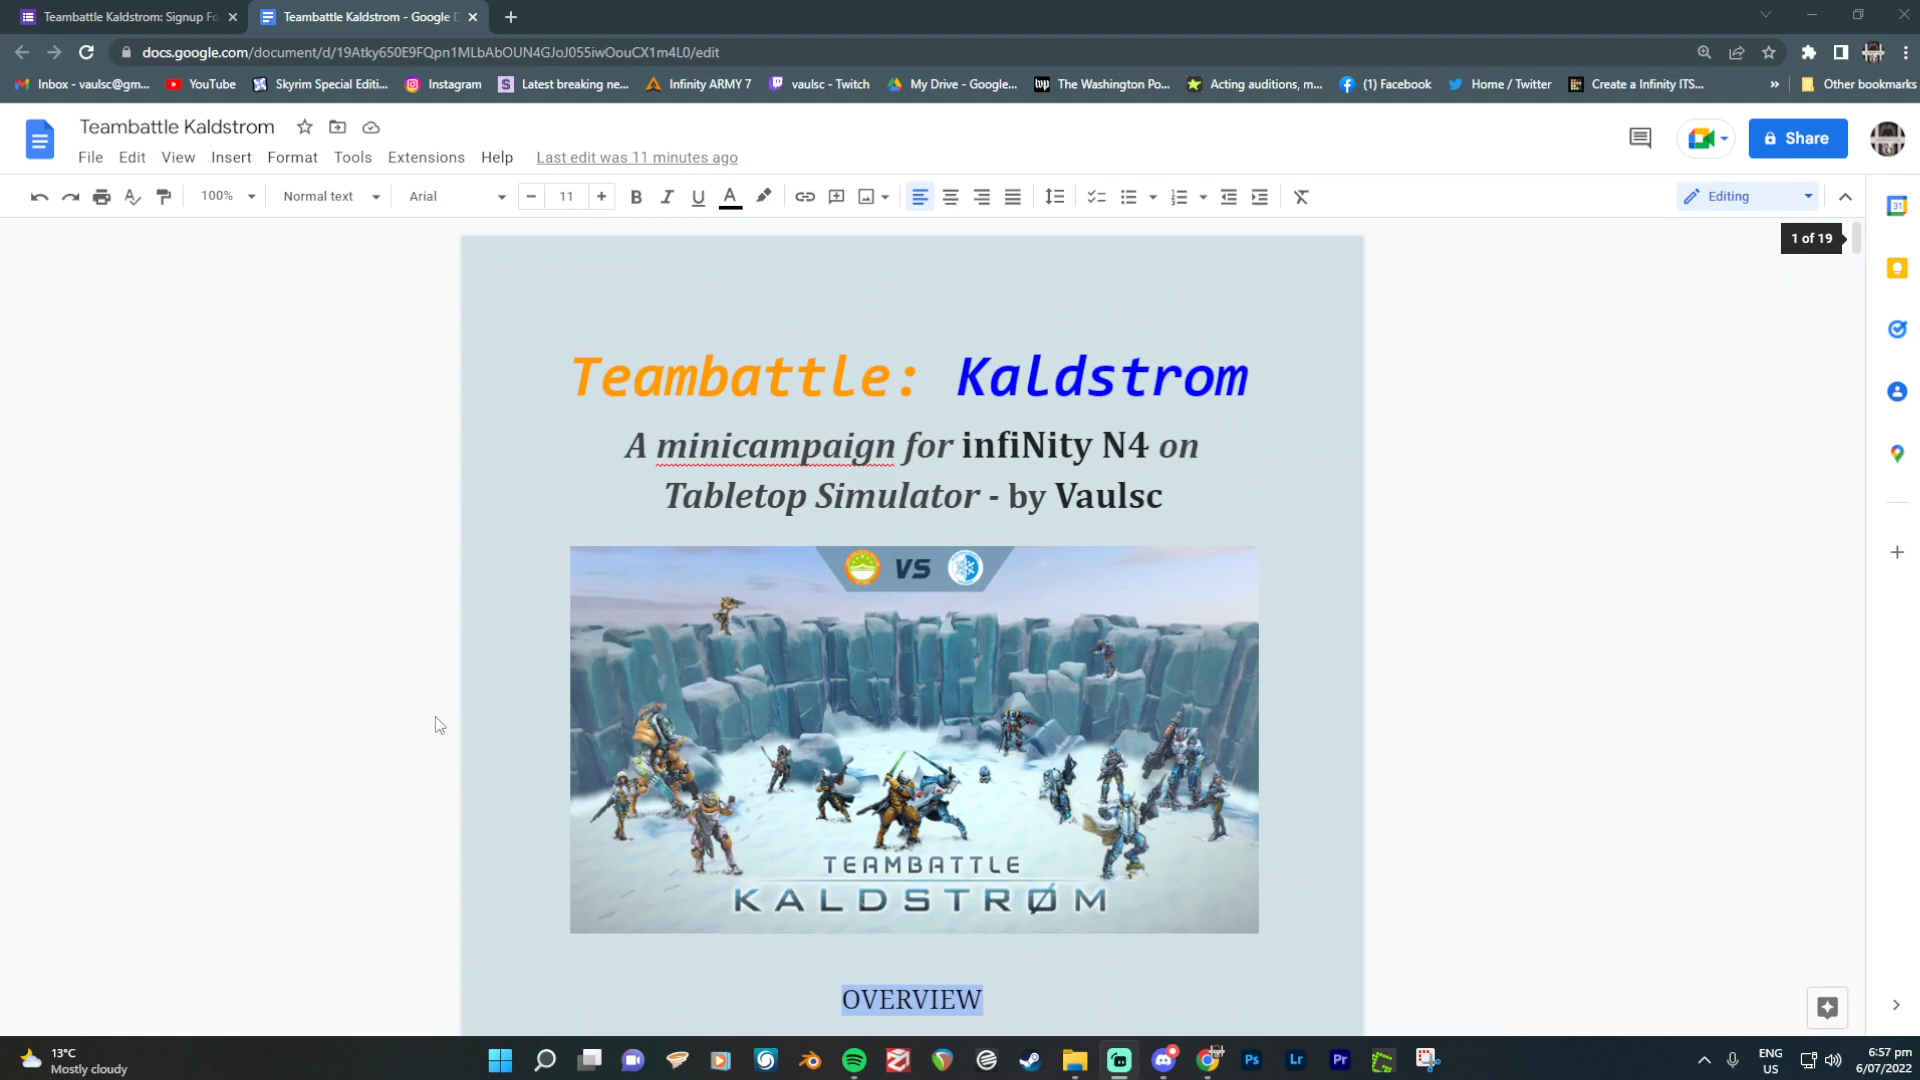 Teambattle Kaldstrom: Signup Fo
Teambattle Kaldstrom - Google D
docs.google.com/document/d/19Atky650E9FQpn1MLbAbOUN4GJoJ055iwOouCX1m4L0/edit
Inbox - vaulsc@gm...
YouTube
Skyrim Special Editi...
Instagram
Latest breaking ne...
Infinity ARMY 7
vaulsc - Twitch
My Drive - Google...
The Washington Po...
Acting auditions, m...
(1) Facebook
Home / Twitter
Create a Infinity ITS...
»
Other bookmarks
Teambattle Kaldstrom
File Edit View Insert Format Tools Extensions Help Last edit was 11 minutes ago
Share
100% Normal text Arial 11 B I U A
Editing
1 of 19
31
Teambattle: Kaldstrom
A minicampaign for infiNity N4 on
Tabletop Simulator - by Vaulsc
VS
TEAMBATTLE
KALDSTRØM
OVERVIEW
13°C
Mostly cloudy
Ps
Lr
Pr
ENG
US
6:57 pm
6/07/2022